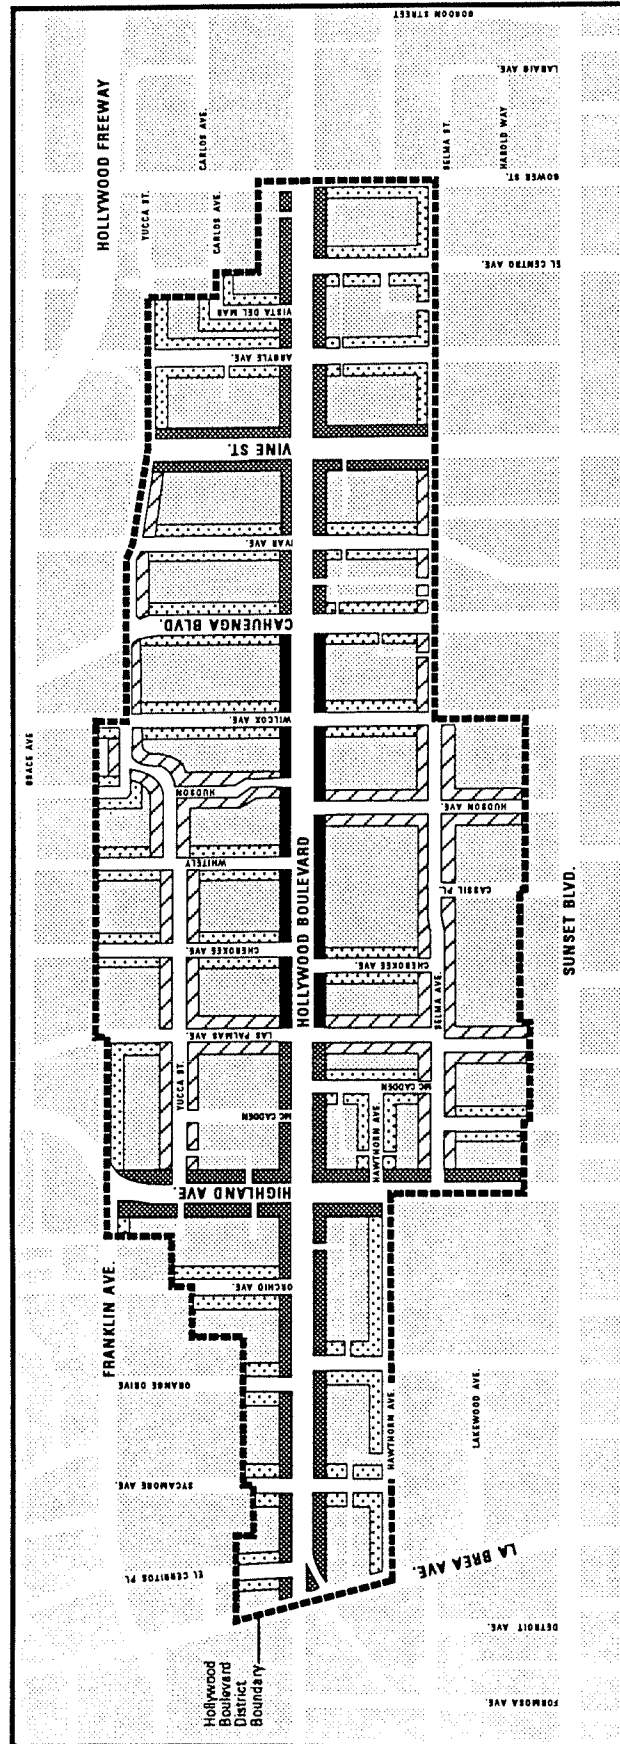 GORDON STREET
LABAIG AVE.
HOLLYWOOD FREEWAY
CARLOS AVE.
SELMA ST.
HAROLD WAY
GOWER ST.
YUCCA ST.
CARLOS AVE.
EL CENTRO AVE.
VISTA DEL MAR
ARGYLE AVE.
VINE ST.
IVAR AVE.
CAHUENGA BLVD.
WILCOX AVE.
GRACE AVE
HUDSON
HUDSON AVE.
WHITELY
CASSIL PL.
HOLLYWOOD BOULEVARD
SUNSET BLVD.
CHEROKEE AVE.
CHEROKEE AVE.
SELMA AVE.
LAS PALMAS AVE
YUCCA ST.
MC CADDEN
MC CADDEN
HAWTHORN AVE.
HIGHLAND AVE.
FRANKLIN AVE.
ORCHID AVE.
ORANGE DRIVE
HAWTHORN AVE.
LAKEWOOD AVE.
SYCAMORE AVE.
EL CERRITOS PL.
LA BREA AVE.
DETROIT AVE.
Hollywood
Boulevard
District
Boundary
FORMOSA AVE.